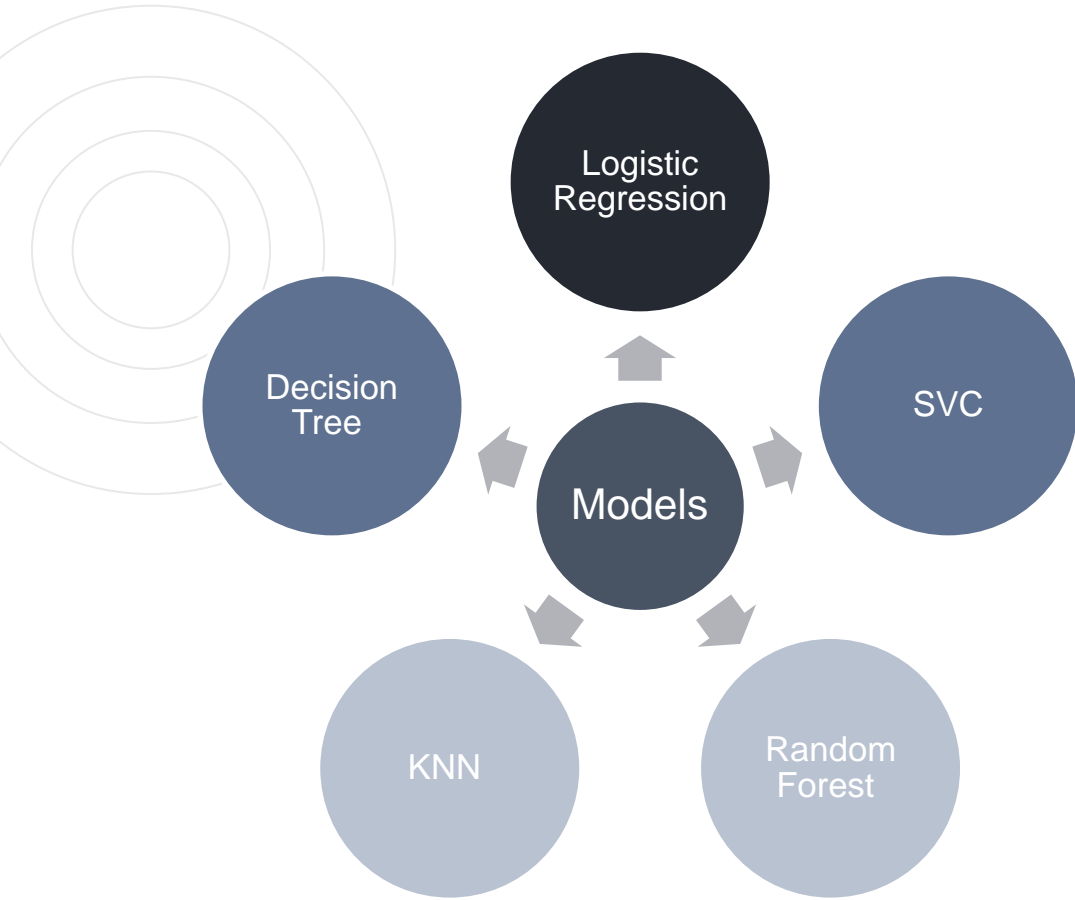 Logistic
Regression
Decision
Tree
SVC
Models
KNN
Random
Forest